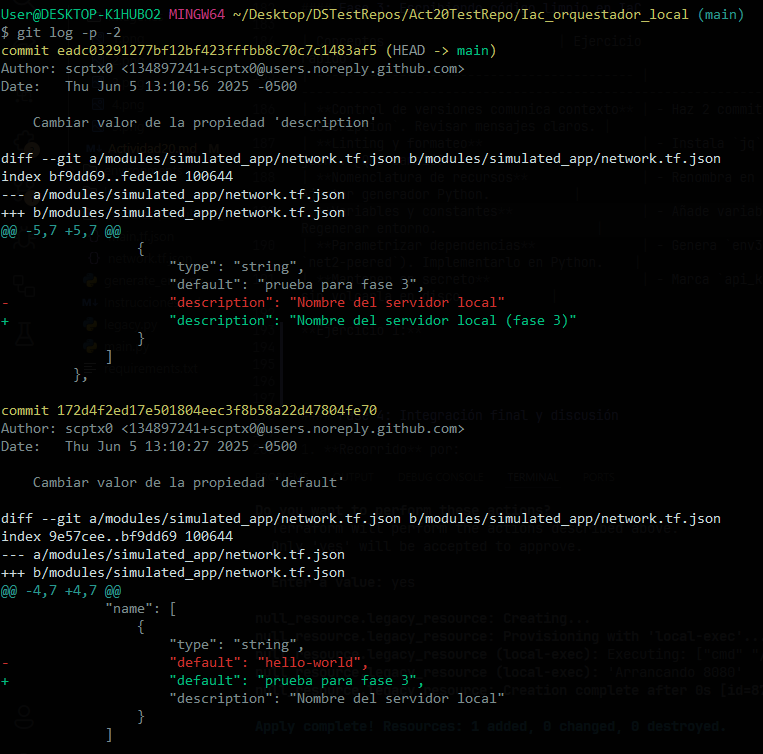 User@DESKTOP-K1HUBO2 MINGW64 ~/Desktop/DSTestRepos/Act20TestRepo/Iac_orquestador_local (main)
$ git log -p -2
commit eadc03291277bf12bf423fffbb8c70c7c1483af5 (HEAD -> main)
Author: scptx0 <134897241+scptx0@users.noreply.github.com>
Date:   Thu Jun 5 13:10:56 2025 -0500

    Cambiar valor de la propiedad 'description'

diff --git a/modules/simulated_app/network.tf.json b/modules/simulated_app/network.tf.json
index bf9dd69..fede1de 100644
--- a/modules/simulated_app/network.tf.json
+++ b/modules/simulated_app/network.tf.json
@@ -5,7 +5,7 @@
                 {
                     "type": "string",
                     "default": "prueba para fase 3",
-                    "description": "Nombre del servidor local"
+                    "description": "Nombre del servidor local (fase 3)"
                 }
             ]
         },

commit 172d4f2ed17e501804eec3f8b58a22d47804fe70
Author: scptx0 <134897241+scptx0@users.noreply.github.com>
Date:   Thu Jun 5 13:10:27 2025 -0500

    Cambiar valor de la propiedad 'default'

diff --git a/modules/simulated_app/network.tf.json b/modules/simulated_app/network.tf.json
index 9e57cee..bf9dd69 100644
--- a/modules/simulated_app/network.tf.json
+++ b/modules/simulated_app/network.tf.json
@@ -4,7 +4,7 @@
             "name": [
                 {
                     "type": "string",
-                    "default": "hello-world",
+                    "default": "prueba para fase 3",
                     "description": "Nombre del servidor local"
                 }
             ]